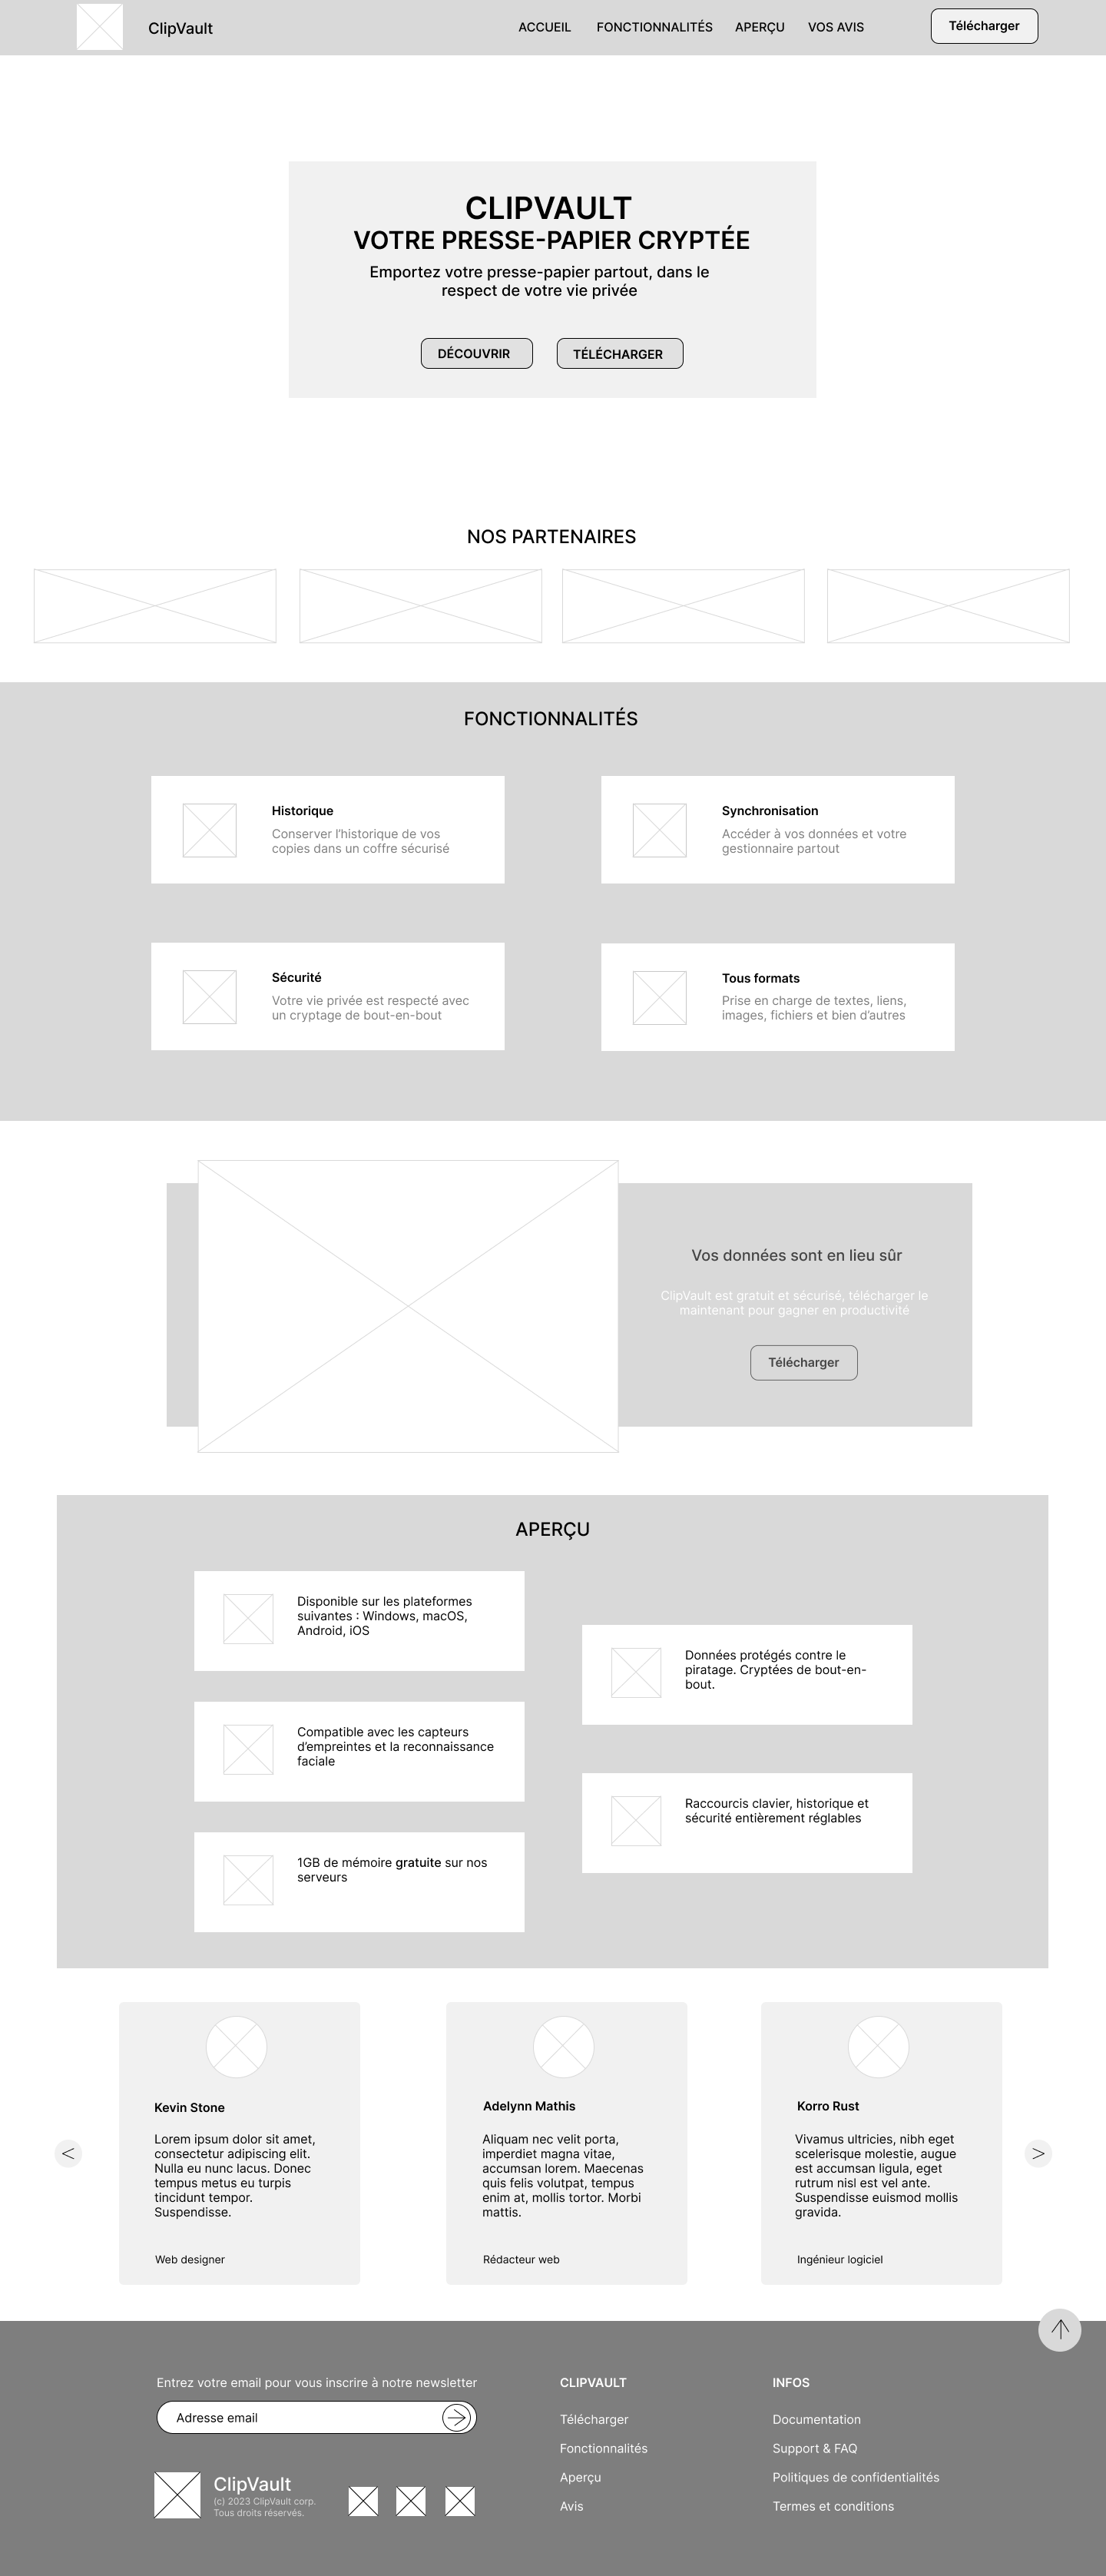 ClipVault
ACCUEIL
FONCTIONNALITÉS
APERÇU
VOS AVIS
Télécharger
CLIPVAULT
VOTRE PRESSE-PAPIER CRYPTÉE
Emportez votre presse-papier partout, dans le
respect de votre vie privée
DÉCOUVRIR
TÉLÉCHARGER
NOS PARTENAIRES
FONCTIONNALITÉS
Historique
Conserver l’historique de vos
copies dans un coffre sécurisé
Synchronisation
Accéder à vos données et votre
gestionnaire partout
Sécurité
Votre vie privée est respecté avec
un cryptage de bout-en-bout
Tous formats
Prise en charge de textes, liens,
images, fichiers et bien d’autres
Vos données sont en lieu sûr
ClipVault est gratuit et sécurisé, télécharger le
maintenant pour gagner en productivité
Télécharger
APERÇU
Disponible sur les plateformes
suivantes : Windows, macOS,
Android, iOS
Données protégés contre le
piratage. Cryptées de bout-en-
bout.
Compatible avec les capteurs
d’empreintes et la reconnaissance
faciale
Raccourcis clavier, historique et
sécurité entièrement réglables
1GB de mémoire gratuite sur nos
serveurs
Kevin Stone
Lorem ipsum dolor sit amet,
consectetur adipiscing elit.
Nulla eu nunc lacus. Donec
tempus metus eu turpis
tincidunt tempor.
Suspendisse.
Web designer
Adelynn Mathis
Aliquam nec velit porta,
imperdiet magna vitae,
accumsan lorem. Maecenas
quis felis volutpat, tempus
enim at, mollis tortor. Morbi
mattis.
Rédacteur web
Korro Rust
Vivamus ultricies, nibh eget
scelerisque molestie, augue
est accumsan ligula, eget
rutrum nisl est vel ante.
Suspendisse euismod mollis
gravida.
Ingénieur logiciel
Entrez votre email pour vous inscrire à notre newsletter
Adresse email
ClipVault
(c) 2023 ClipVault corp.
Tous droits réservés.
CLIPVAULT
Télécharger
Fonctionnalités
Aperçu
Avis
INFOS
Documentation
Support & FAQ
Politiques de confidentialités
Termes et conditions